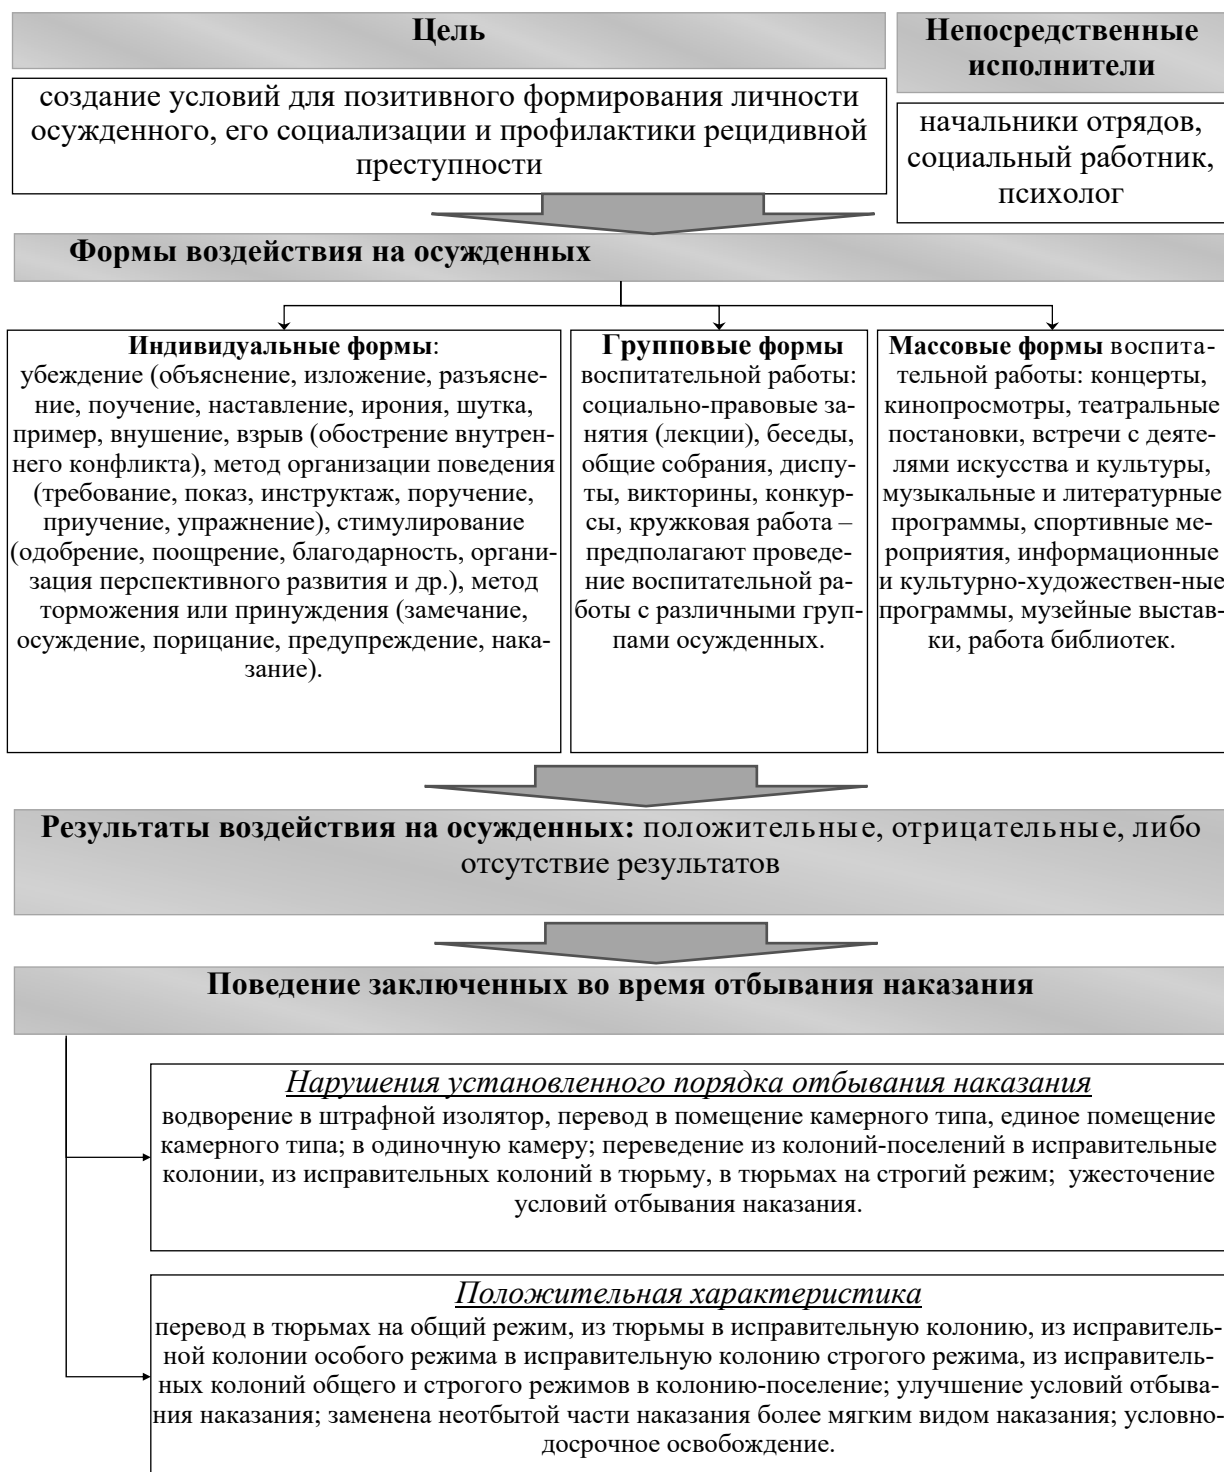 Цель
создание условий для позитивного формирования личности
осужденного, его социализации и профилактики рецидивной
преступности
Непосредственные
исполнители
начальники отрядов,
социальный работник,
психолог
Формы воздействия на осужденных
Индивидуальные формы:
убеждение (объяснение, изложение, разъясне-
ние, поучение, наставление, ирония, шутка,
пример, внушение, взрыв (обострение внутрен-
него конфликта), метод организации поведения
(требование, показ, инструктаж, поручение,
приучение, упражнение), стимулирование
(одобрение, поощрение, благодарность, органи-
зация перспективного развития и др.), метод
торможения или принуждения (замечание,
осуждение, порицание, предупреждение, нака-
зание).
Групповые формы
воспитательной работы:
социально-правовые за-
нятия (лекции), беседы,
общие собрания, диспу-
ты, викторины, конкур-
сы, кружковая работа –
предполагают проведе-
ние воспитательной ра-
боты с различными груп-
пами осужденных.
Массовые формы воспита-
тельной работы: концерты,
кинопросмотры, театральные
постановки, встречи с деяте-
лями искусства и культуры,
музыкальные и литературные
программы, спортивные ме-
роприятия, информационные
и культурно-художествен-ные
программы, музейные выстав-
ки, работа библиотек.
Результаты воздействия на осужденных: положительные, отрицательные, либо
отсутствие результатов
Поведение заключенных во время отбывания наказания
Нарушения установленного порядка отбывания наказания
водворение в штрафной изолятор, перевод в помещение камерного типа, единое помещение
камерного типа; в одиночную камеру; переведение из колоний-поселений в исправительные
колонии, из исправительных колоний в тюрьму, в тюрьмах на строгий режим; ужесточение
условий отбывания наказания.
Положительная характеристика
перевод в тюрьмах на общий режим, из тюрьмы в исправительную колонию, из исправитель-
ной колонии особого режима в исправительную колонию строгого режима, из исправитель-
ных колоний общего и строгого режимов в колонию-поселение; улучшение условий отбыва-
ния наказания; заменена неотбытой части наказания более мягким видом наказания; условно-
досрочное освобождение.